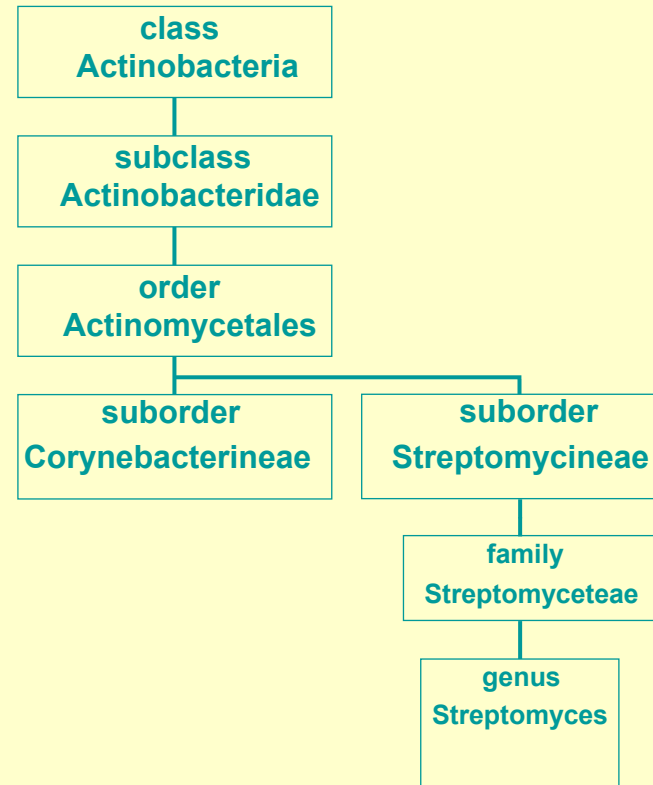 class
Actinobacteria
subclass
Actinobacteridae
order
Actinomycetales
suborder
Corynebacterineae
suborder
Streptomycineae
family
Streptomyceteae
genus
Streptomyces